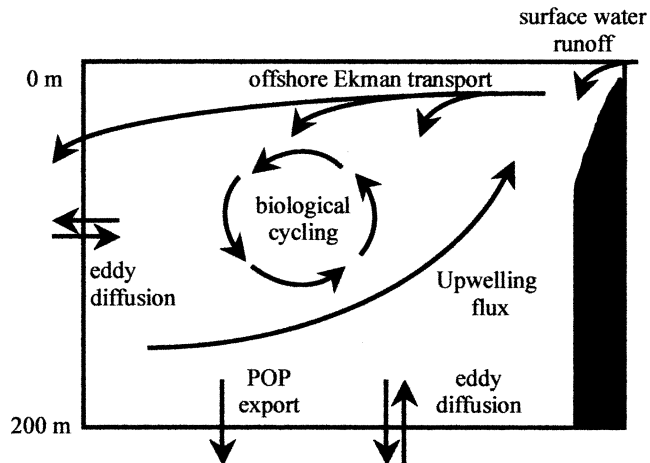 surface water
runoff
0 m
offshore Ekman transport
biological
cycling
eddy
diffusion
Upwelling
flux
POP
export
eddy
diffusion
200 m